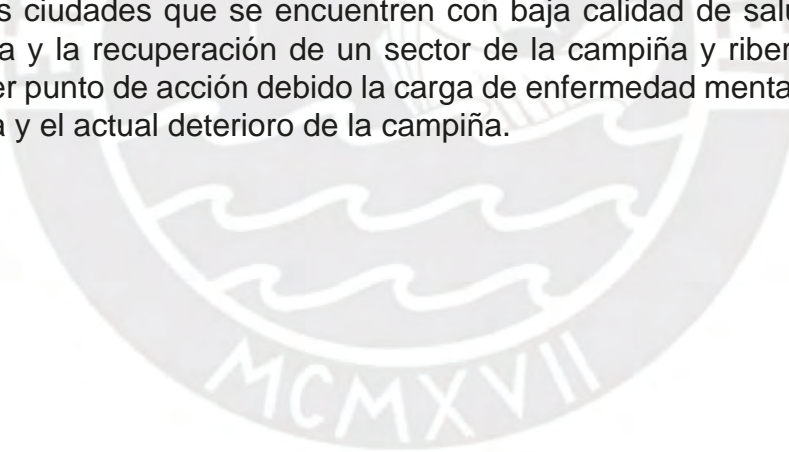 s ciudades que se encuentren con baja calidad de salu
a y la recuperación de un sector de la campiña y riber
er punto de acción debido la carga de enfermedad menta
a y el actual deterioro de la campiña.
MCMXVII